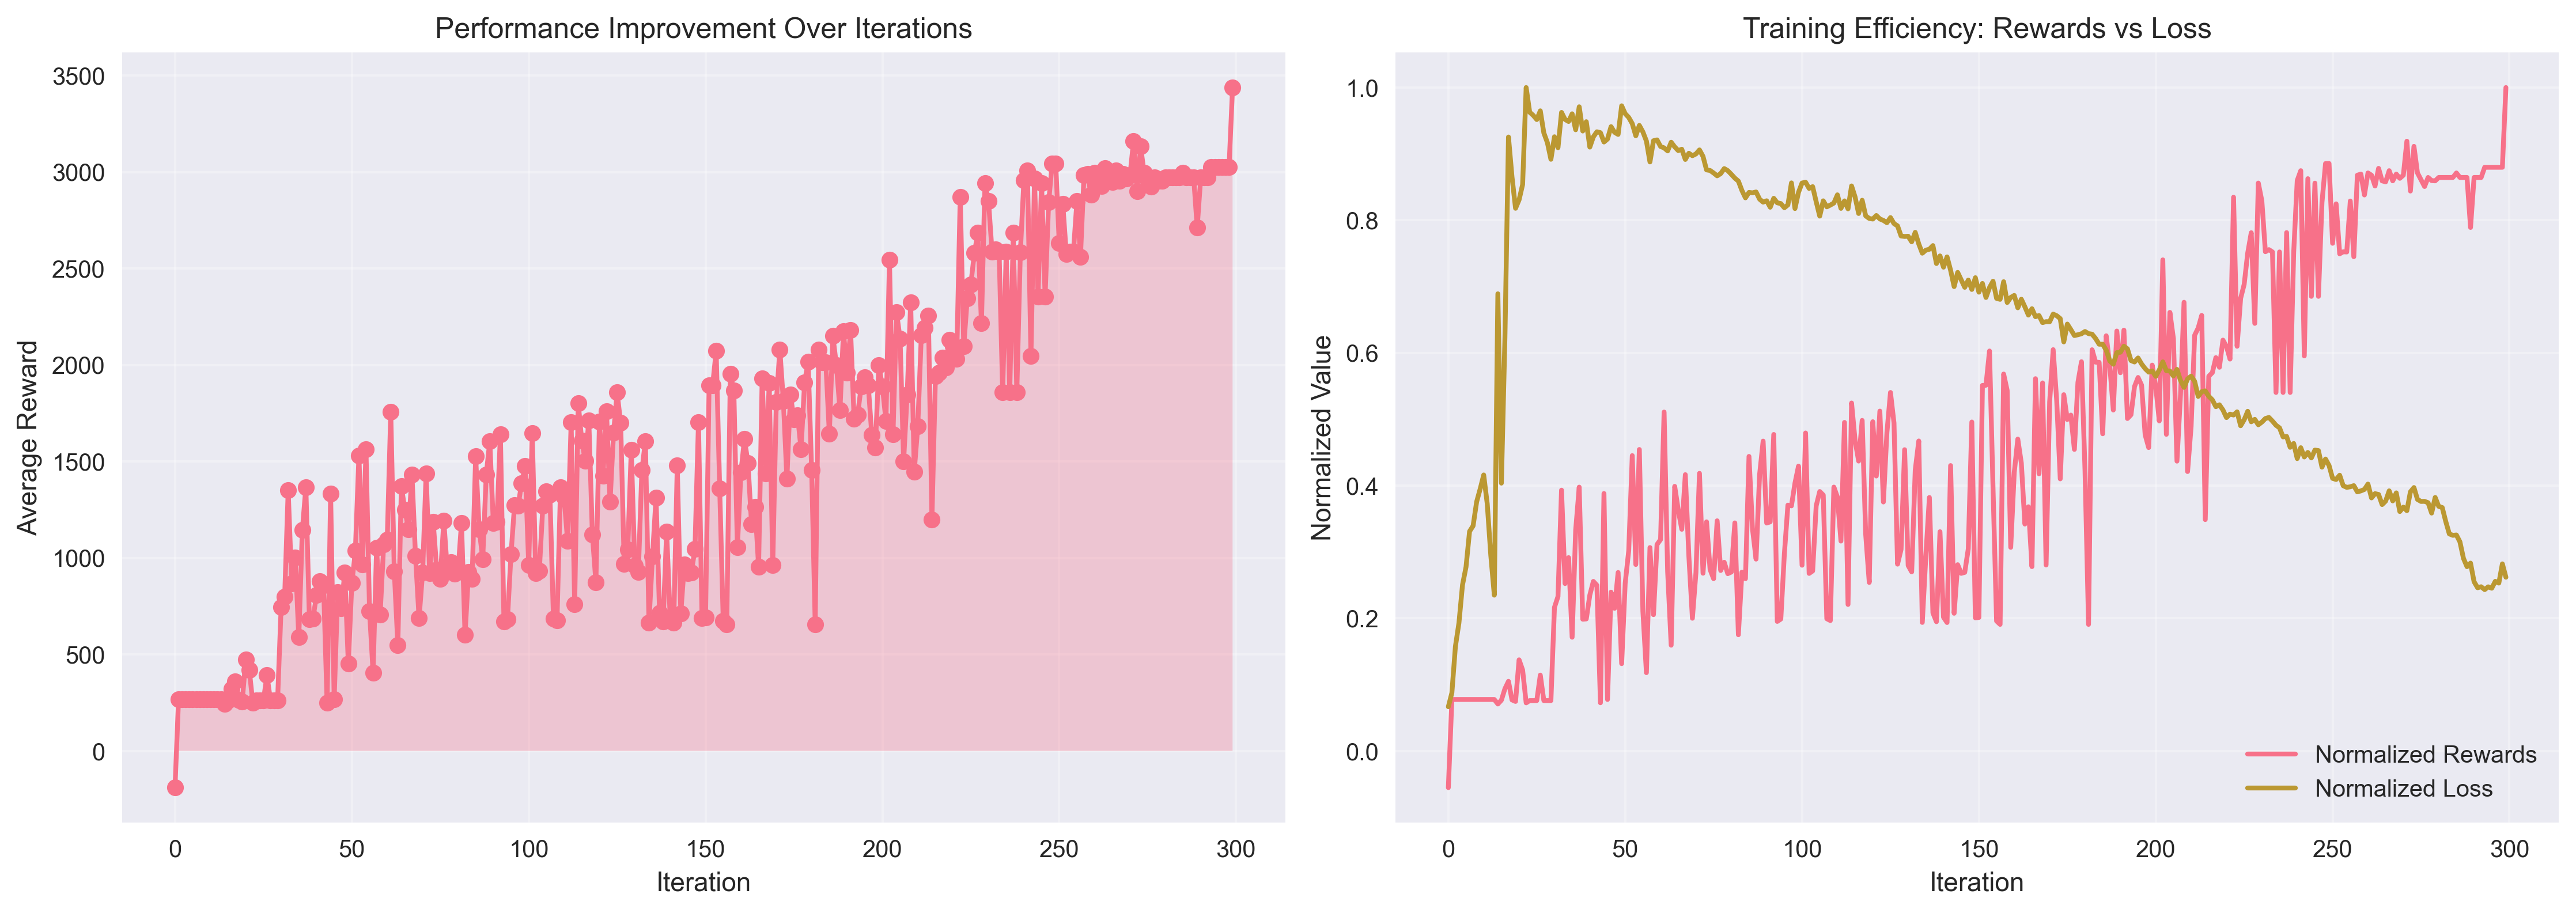 Performance Improvement Over Iterations
3500
3000
2500
2000
1500
1000
500
0
Average Reward
0 50 100 150 200 250 300
Iteration
Training Efficiency: Rewards vs Loss
1.0
0.8
0.6
0.4
0.2
0.0
Normalized Value
Normalized Rewards
Normalized Loss
0 50 100 150 200 250 300
Iteration